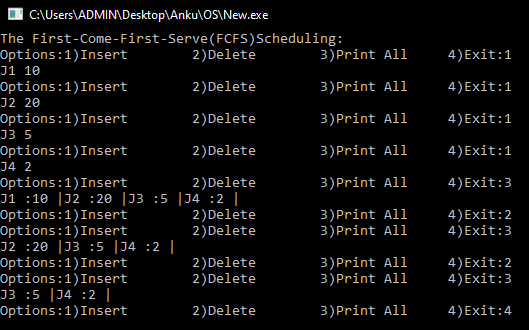 C:\Users\ADMIN\Desktop\Anku\OS\New.exe
The First-Come-First-Serve(FCFS)Scheduling:
Options:1)Insert        2)Delete        3)Print All     4)Exit:1
J1 10
Options:1)Insert        2)Delete        3)Print All     4)Exit:1
J2 20
Options:1)Insert        2)Delete        3)Print All     4)Exit:1
J3 5
Options:1)Insert        2)Delete        3)Print All     4)Exit:1
J4 2
Options:1)Insert        2)Delete        3)Print All     4)Exit:3
J1 :10 |J2 :20 |J3 :5 |J4 :2 |
Options:1)Insert        2)Delete        3)Print All     4)Exit:2
Options:1)Insert        2)Delete        3)Print All     4)Exit:3
J2 :20 |J3 :5 |J4 :2 |
Options:1)Insert        2)Delete        3)Print All     4)Exit:2
Options:1)Insert        2)Delete        3)Print All     4)Exit:3
J3 :5 |J4 :2 |
Options:1)Insert        2)Delete        3)Print All     4)Exit:4